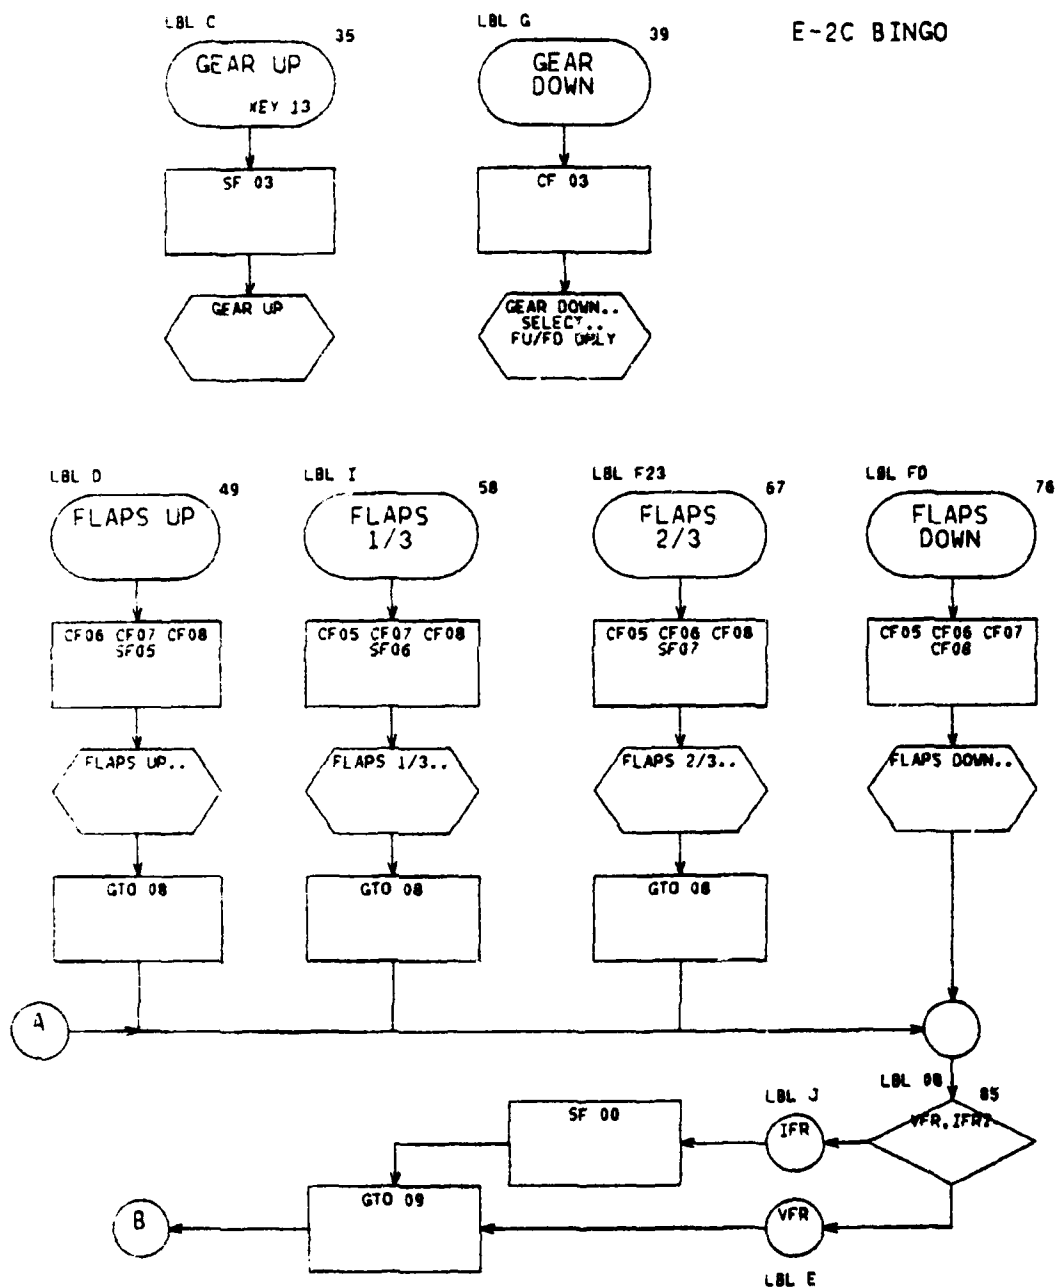 E-2C BINGO
LBL C
35
GEAR UP
KEY 13
SF 03
GEAR UP
LBL G
39
GEAR
DOWN
CF 03
GEAR DOWN..
SELECT..
FU/FD ONLY
LBL D
49
FLAPS UP
CF06 CF07 CF08
SF05
FLAPS UP..
GTO 08
LBL I
58
FLAPS
1/3
CF05 CF07 CF08
SF06
FLAPS 1/3..
GTO 08
LBL F23
67
FLAPS
2/3
CF05 CF06 CF08
SF07
FLAPS 2/3..
GTO 08
LBL FD
76
FLAPS
DOWN
CF05 CF06 CF07
CF08
FLAPS DOWN..
A
LBL 08
85
VFR,IFR?
LBL J
IFR
SF 00
GTO 09
B
VFR
LBL E